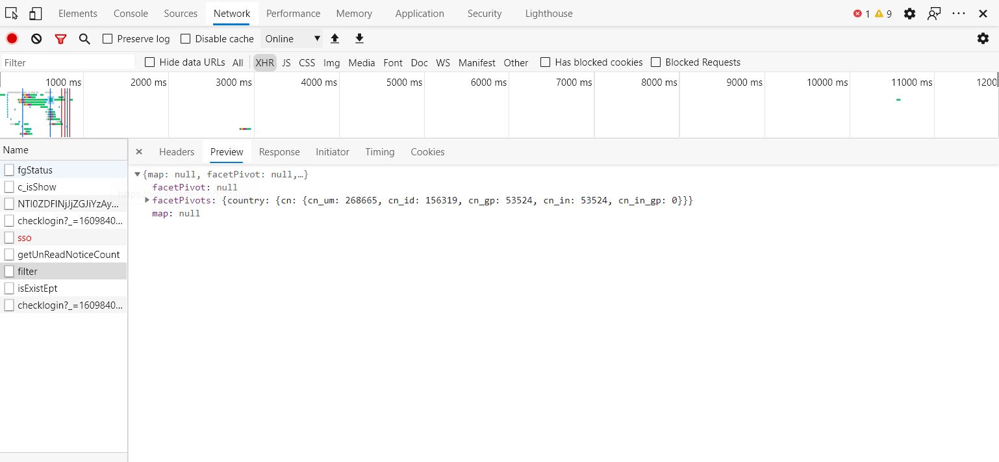 Elements Console Sources Network Performance Memory Application Security Lighthouse 1 9
Preserve log Disable cache Online
Filter Hide data URLs All XHR JS CSS Img Media Font Doc WS Manifest Other Has blocked cookies Blocked Requests
1000 ms 2000 ms 3000 ms 4000 ms 5000 ms 6000 ms 7000 ms 8000 ms 9000 ms 10000 ms 11000 ms 1200
Name
Headers Preview Response Initiator Timing Cookies
fgStatus
c_isShow
checklogin?_=1609840...
sso
getUnReadNoticeCount
filter
isExistEpt
checklogin?_=1609840...
{map: null, facetPivot: null,…}
facetPivot: null
facetPivots: {country: {cn: {cn_um: 268665, cn_id: 156319, cn_gp: 53524, cn_in: 53524, cn_in_gp: 0}}}
map: null